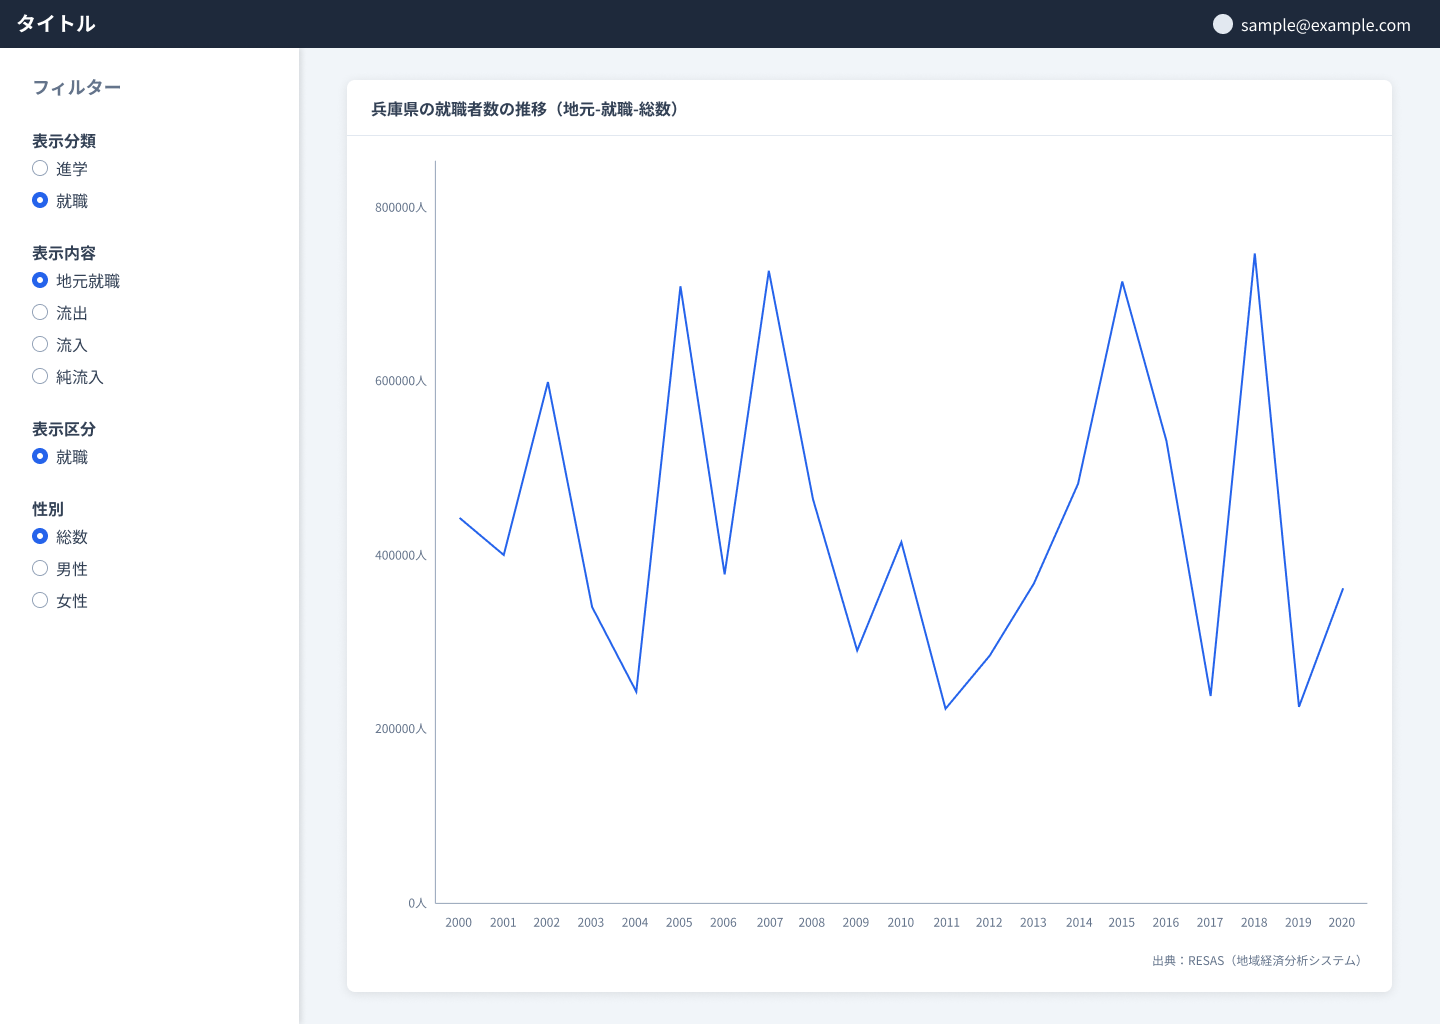 タイトル
sample@example.com
フィルター
表示分類
進学
就職
表示内容
地元就職
流出
流入
純流入
表示区分
就職
性別
総数
男性
女性
兵庫県の就職者数の推移（地元-就職-総数）
800000人
600000人
400000人
200000人
0人
2000 2001 2002 2003 2004 2005 2006 2007 2008 2009 2010 2011 2012 2013 2014 2015 2016 2017 2018 2019 2020
出典：RESAS（地域経済分析システム）